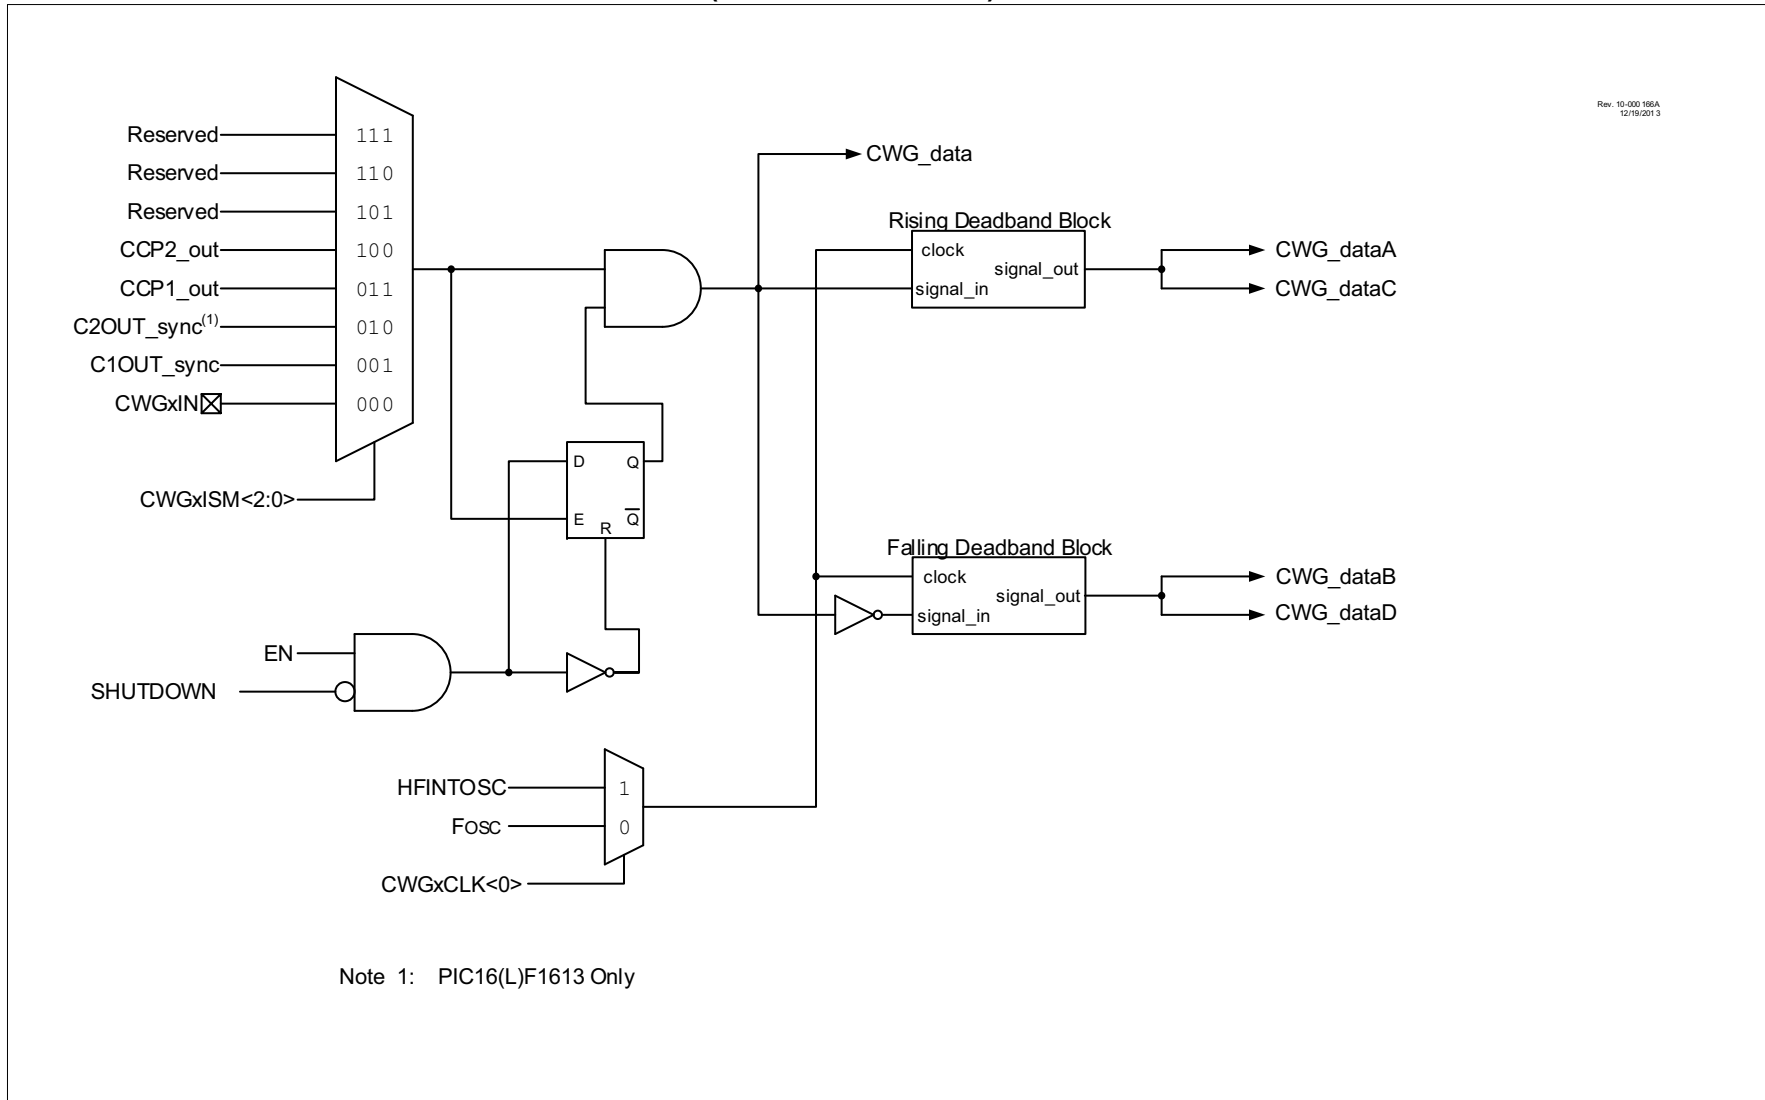 Rev. 10-000 166A
12/19/201 3
Reserved
111
Reserved
110
Reserved
101
CCP2_out
100
CCP1_out
011
C2OUT_sync(1)
010
C1OUT_sync
001
CWGxIN
000
CWGxISM<2:0>
CWG_data
Rising Deadband Block
clock
signal_out
signal_in
CWG_dataA
CWG_dataC
D
Q
E
R
Q
Falling Deadband Block
clock
signal_out
signal_in
CWG_dataB
CWG_dataD
EN
SHUTDOWN
HFINTOSC
1
FOSC
0
CWGxCLK<0>
Note 1: PIC16(L)F1613 Only